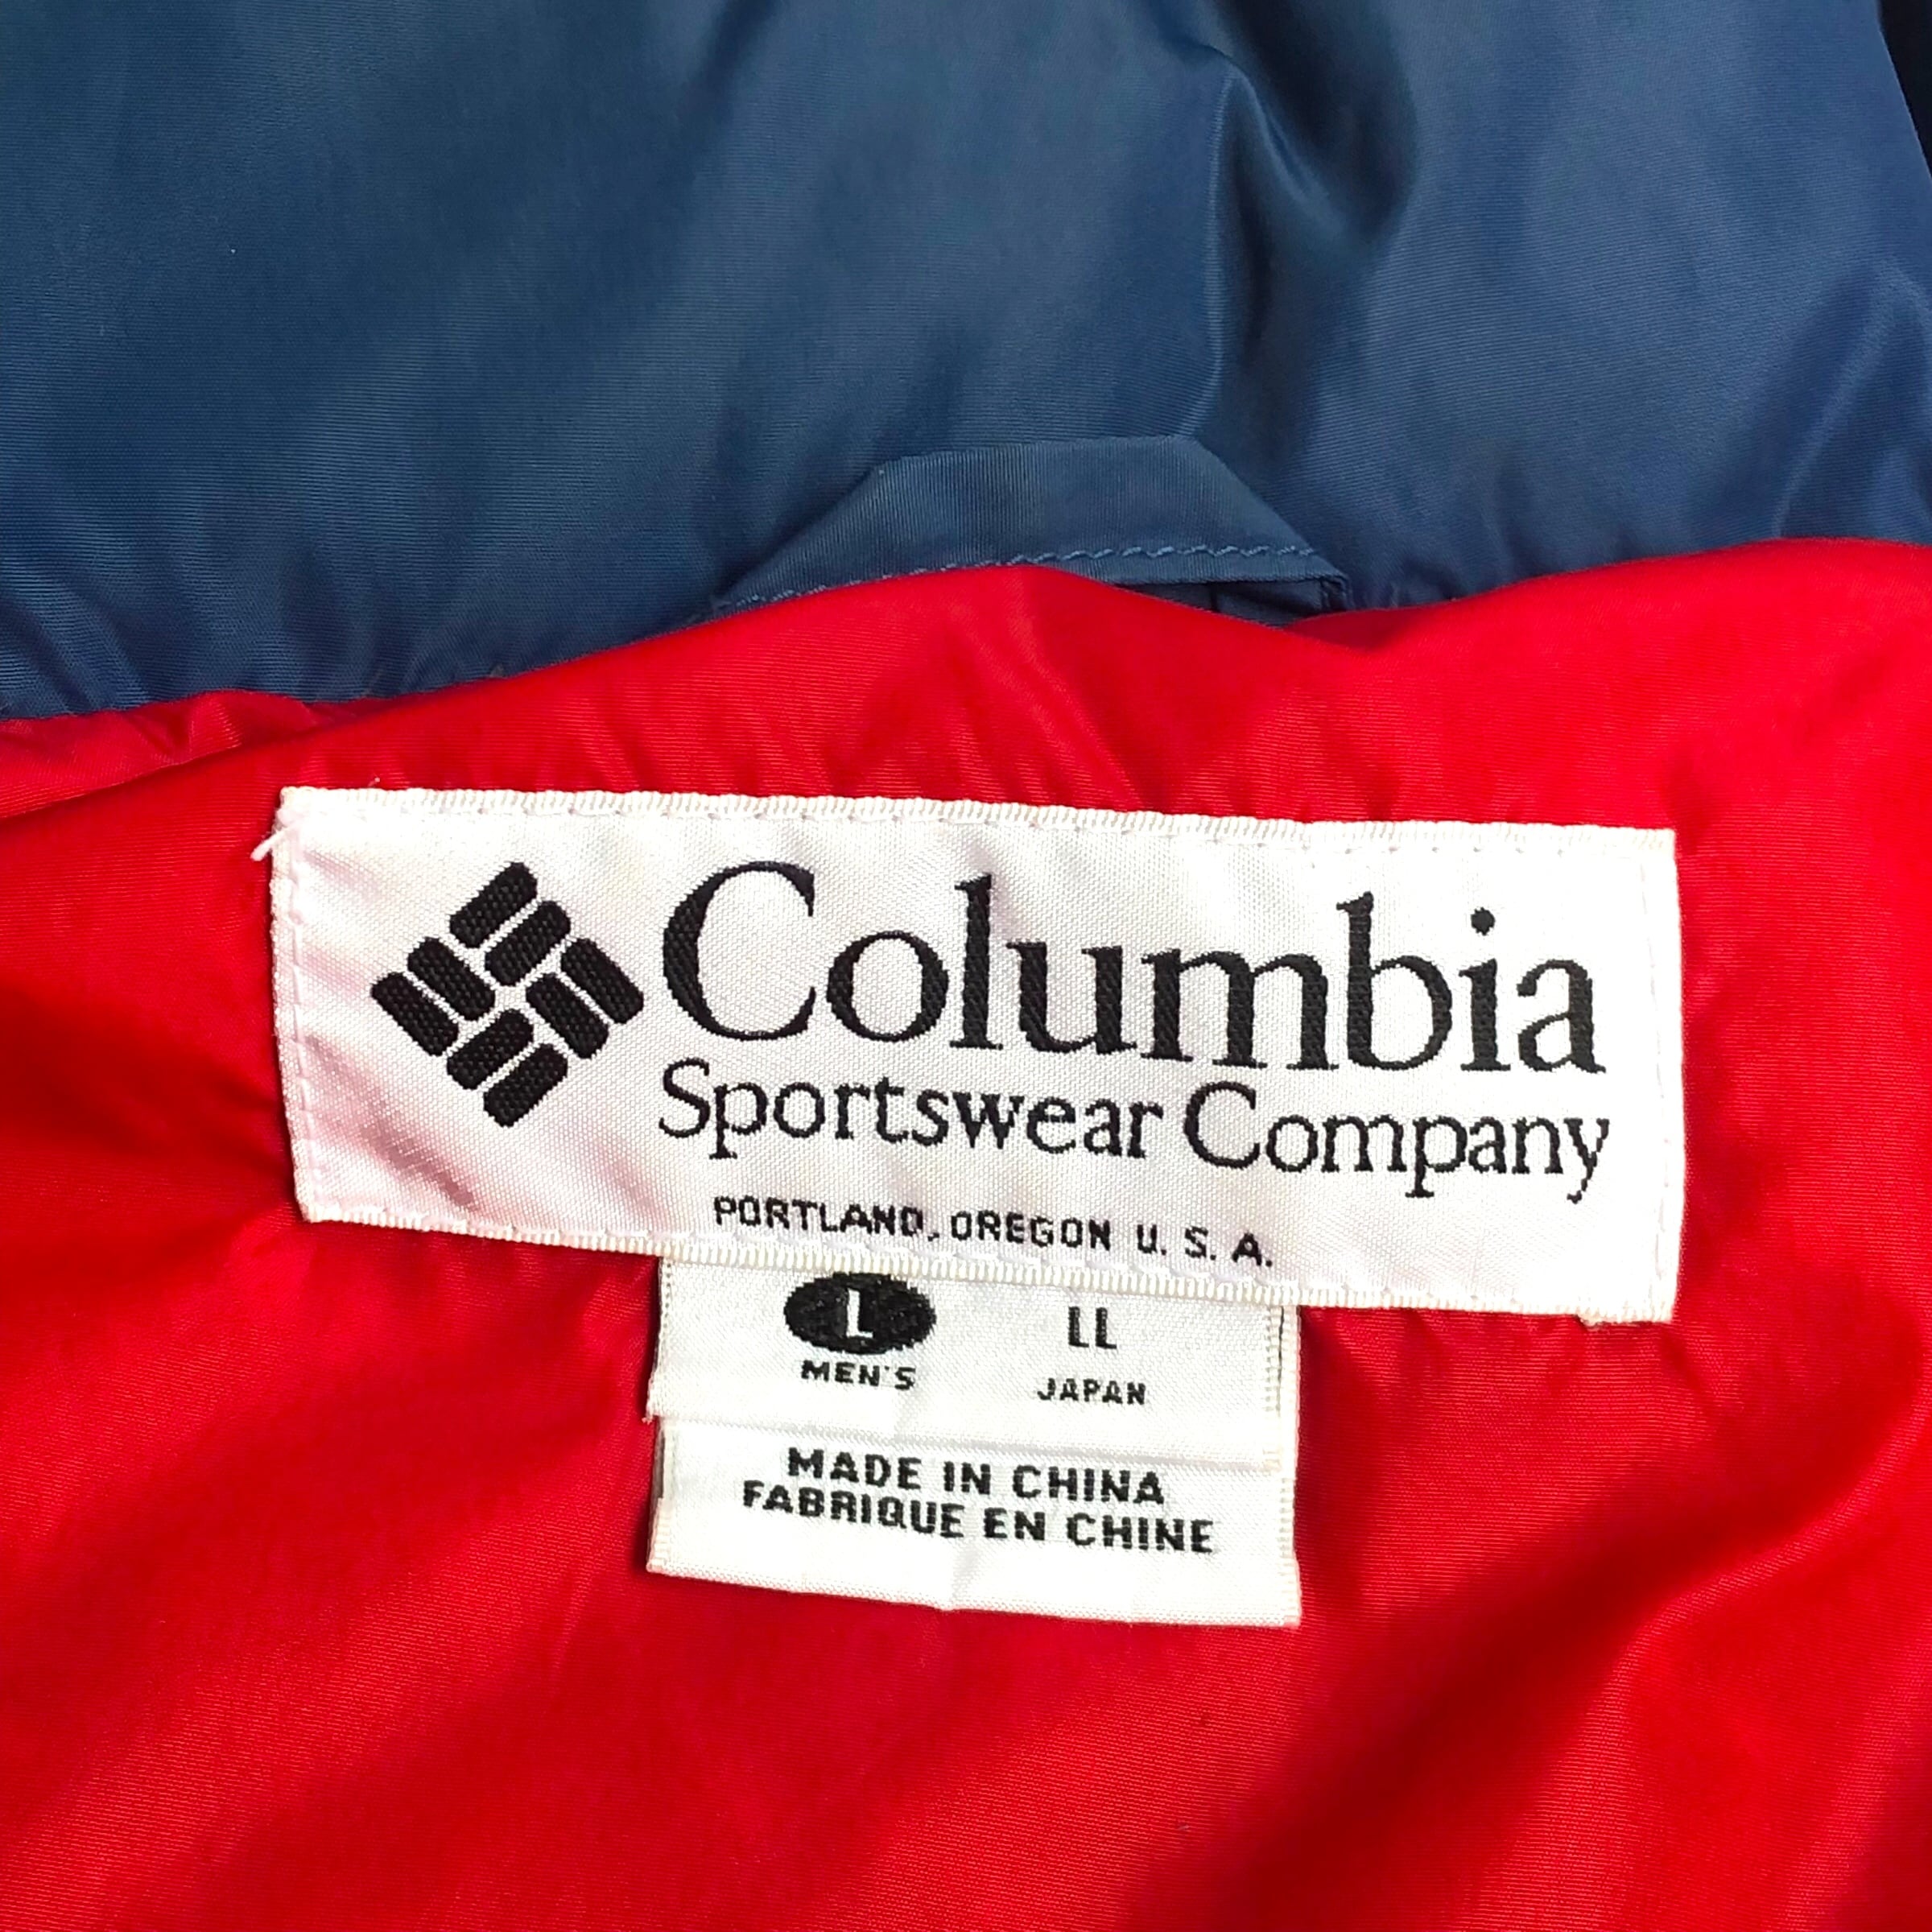 Columbia
Sportswear Company
PORTLAND, OREGON U. S. A.
L LL
MEN'S JAPAN
MADE IN CHINA
FABRIQUE EN CHINE